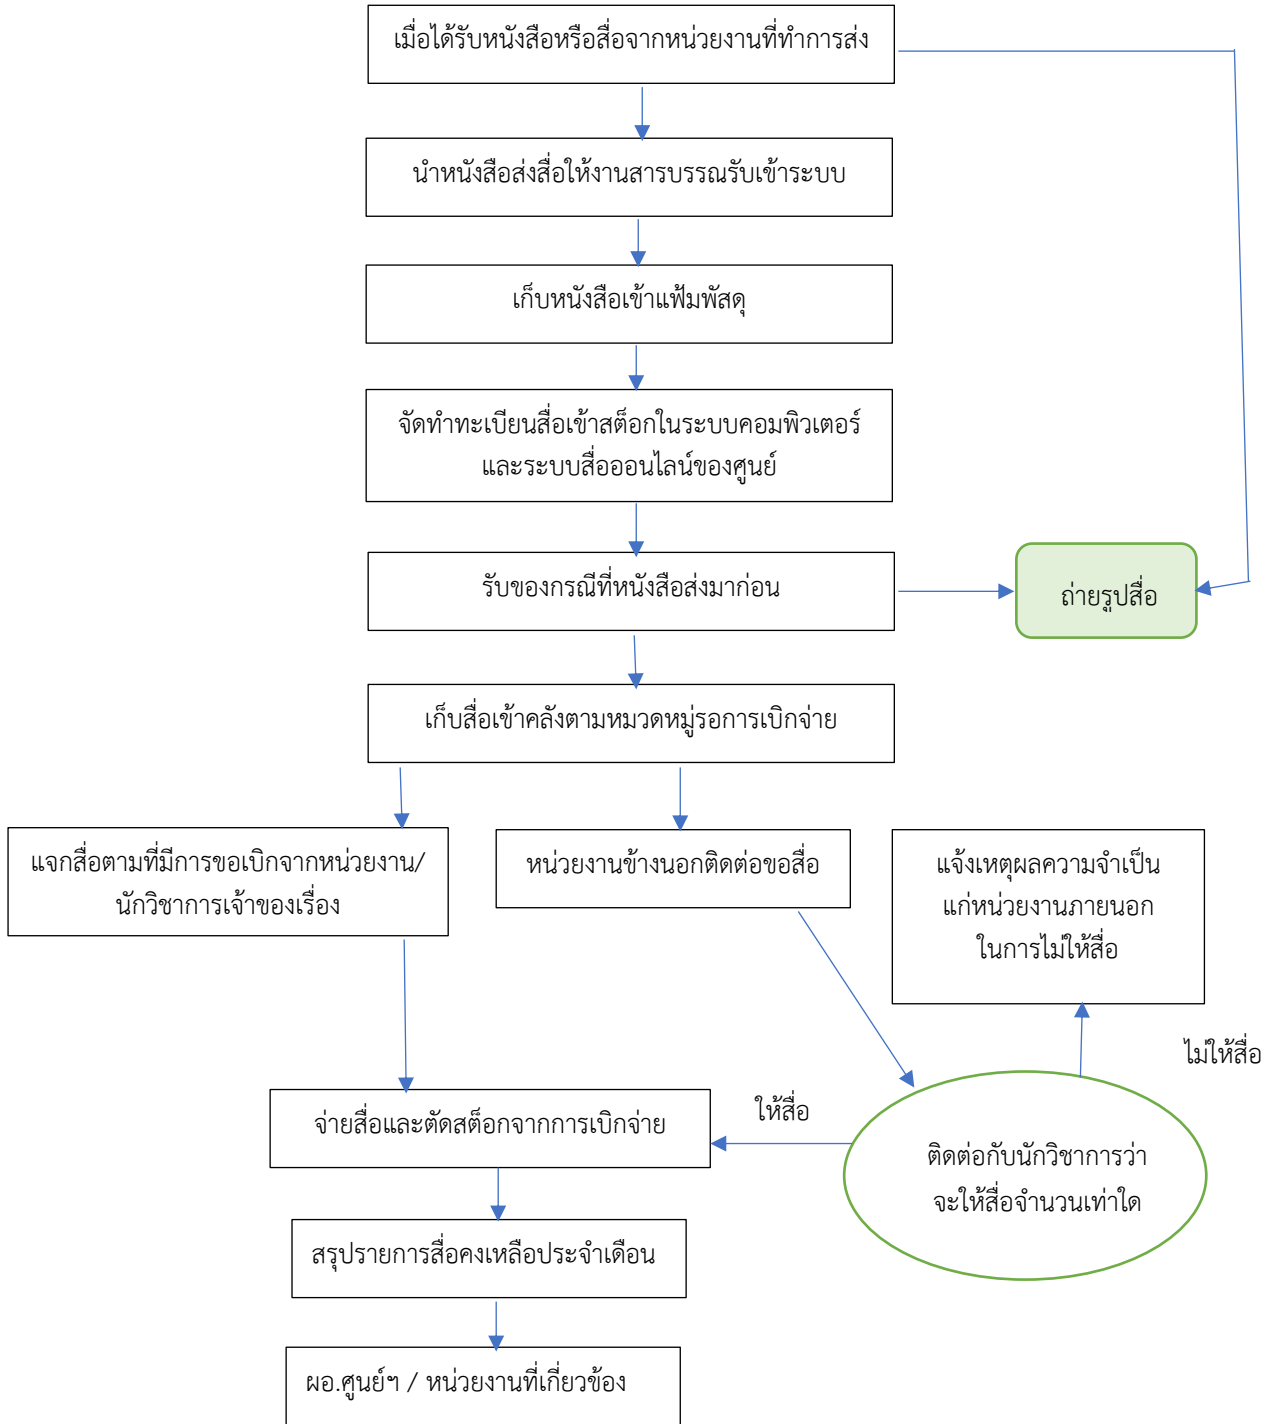 เมื่อได้รับหนังสือหรือสื่อจากหน่วยงานที่ทำการส่ง
นำหนังสือส่งสื่อให้งานสารบรรณรับเข้าระบบ
เก็บหนังสือเข้าแฟ้มพัสดุ
จัดทำทะเบียนสื่อเข้าสต็อกในระบบคอมพิวเตอร์
และระบบสื่อออนไลน์ของศูนย์
รับของกรณีที่หนังสือส่งมาก่อน
ถ่ายรูปสื่อ
เก็บสื่อเข้าคลังตามหมวดหมู่รอการเบิกจ่าย
แจกสื่อตามที่มีการขอเบิกจากหน่วยงาน/
นักวิชาการเจ้าของเรื่อง
หน่วยงานข้างนอกติดต่อขอสื่อ
แจ้งเหตุผลความจำเป็น
แก่หน่วยงานภายนอก
ในการไม่ให้สื่อ
ไม่ให้สื่อ
ให้สื่อ
จ่ายสื่อและตัดสต็อกจากการเบิกจ่าย
ติดต่อกับนักวิชาการว่า
จะให้สื่อจำนวนเท่าใด
สรุปรายการสื่อคงเหลือประจำเดือน
ผอ.ศูนย์ฯ / หน่วยงานที่เกี่ยวข้อง